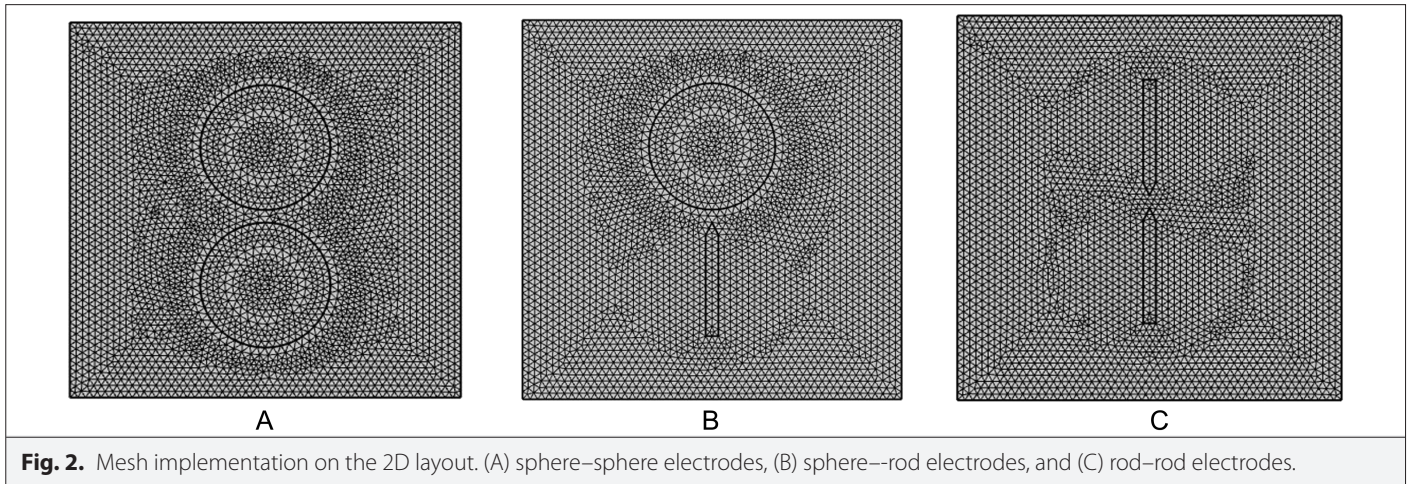 A
B
C
Fig. 2. Mesh implementation on the 2D layout. (A) sphere–sphere electrodes, (B) sphere–-rod electrodes, and (C) rod–rod electrodes.